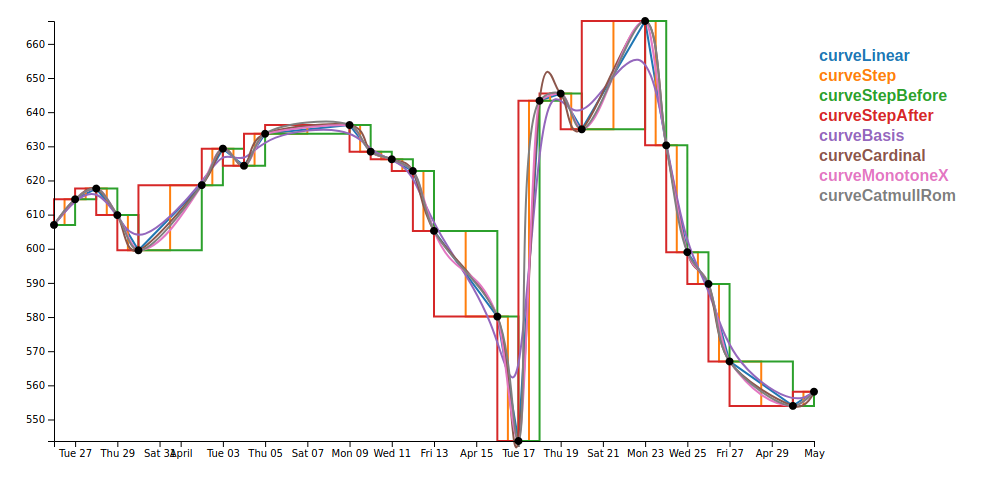 660
650
640
630
620
610
600
590
580
570
560
550
Tue 27 Thu 29 Sat 31 April Tue 03 Thu 05 Sat 07 Mon 09 Wed 11 Fri 13 Apr 15 Tue 17 Thu 19 Sat 21 Mon 23 Wed 25 Fri 27 Apr 29 May
curveLinear
curveStep
curveStepBefore
curveStepAfter
curveBasis
curveCardinal
curveMonotoneX
curveCatmullRom